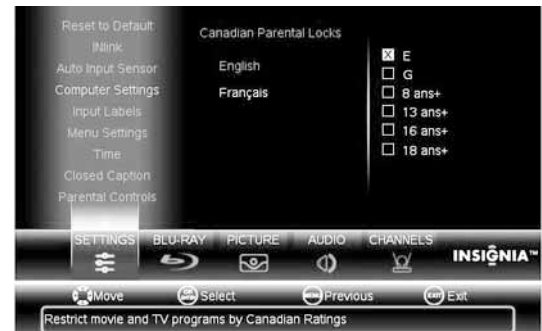 Reset to Default
INlink
Auto Input Sensor
Computer Settings
Input Labels
Menu Settings
Time
Closed Caption
Parental Controls
Canadian Parental Locks
English
Français
X E
G
8 ans+
13 ans+
16 ans+
18 ans+
SETTINGS BLU-RAY PICTURE AUDIO CHANNELS
INSIGNIA™
Move Select Previous Exit
Restrict movie and TV programs by Canadian Ratings